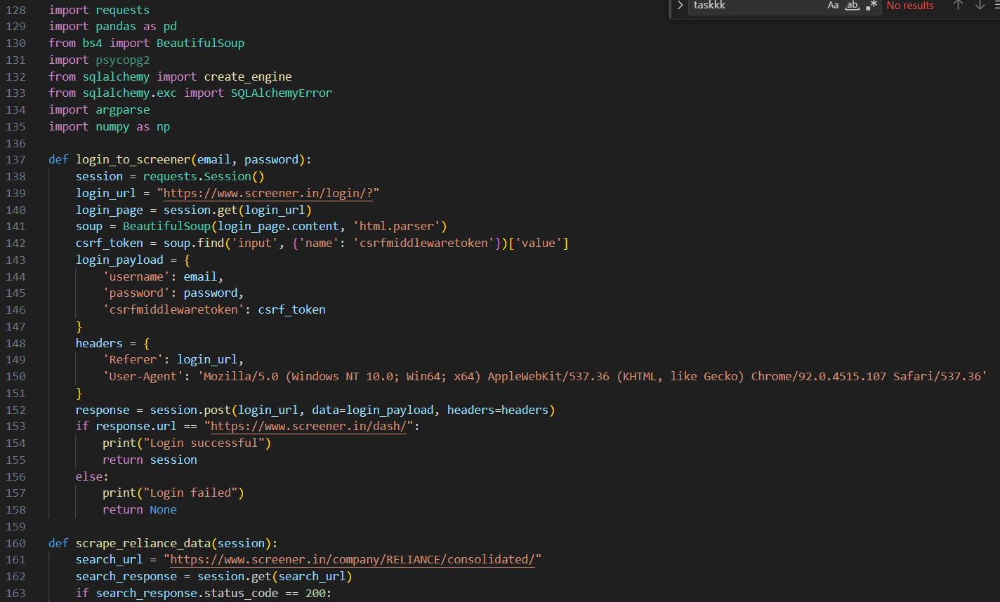 taskkk Aa ab No results
128 import requests
129 import pandas as pd
130 from bs4 import BeautifulSoup
131 import psycopg2
132 from sqlalchemy import create_engine
133 from sqlalchemy.exc import SQLAlchemyError
134 import argparse
135 import numpy as np
136
137 def login_to_screener(email, password):
138     session = requests.Session()
139     login_url = "https://www.screener.in/login/?"
140     login_page = session.get(login_url)
141     soup = BeautifulSoup(login_page.content, 'html.parser')
142     csrf_token = soup.find('input', {'name': 'csrfmiddlewaretoken'})['value']
143     login_payload = {
144         'username': email,
145         'password': password,
146         'csrfmiddlewaretoken': csrf_token
147     }
148     headers = {
149         'Referer': login_url,
150         'User-Agent': 'Mozilla/5.0 (Windows NT 10.0; Win64; x64) AppleWebKit/537.36 (KHTML, like Gecko) Chrome/92.0.4515.107 Safari/537.36'
151     }
152     response = session.post(login_url, data=login_payload, headers=headers)
153     if response.url == "https://www.screener.in/dash/":
154         print("Login successful")
155         return session
156     else:
157         print("Login failed")
158         return None
159
160 def scrape_reliance_data(session):
161     search_url = "https://www.screener.in/company/RELIANCE/consolidated/"
162     search_response = session.get(search_url)
163     if search_response.status_code == 200: